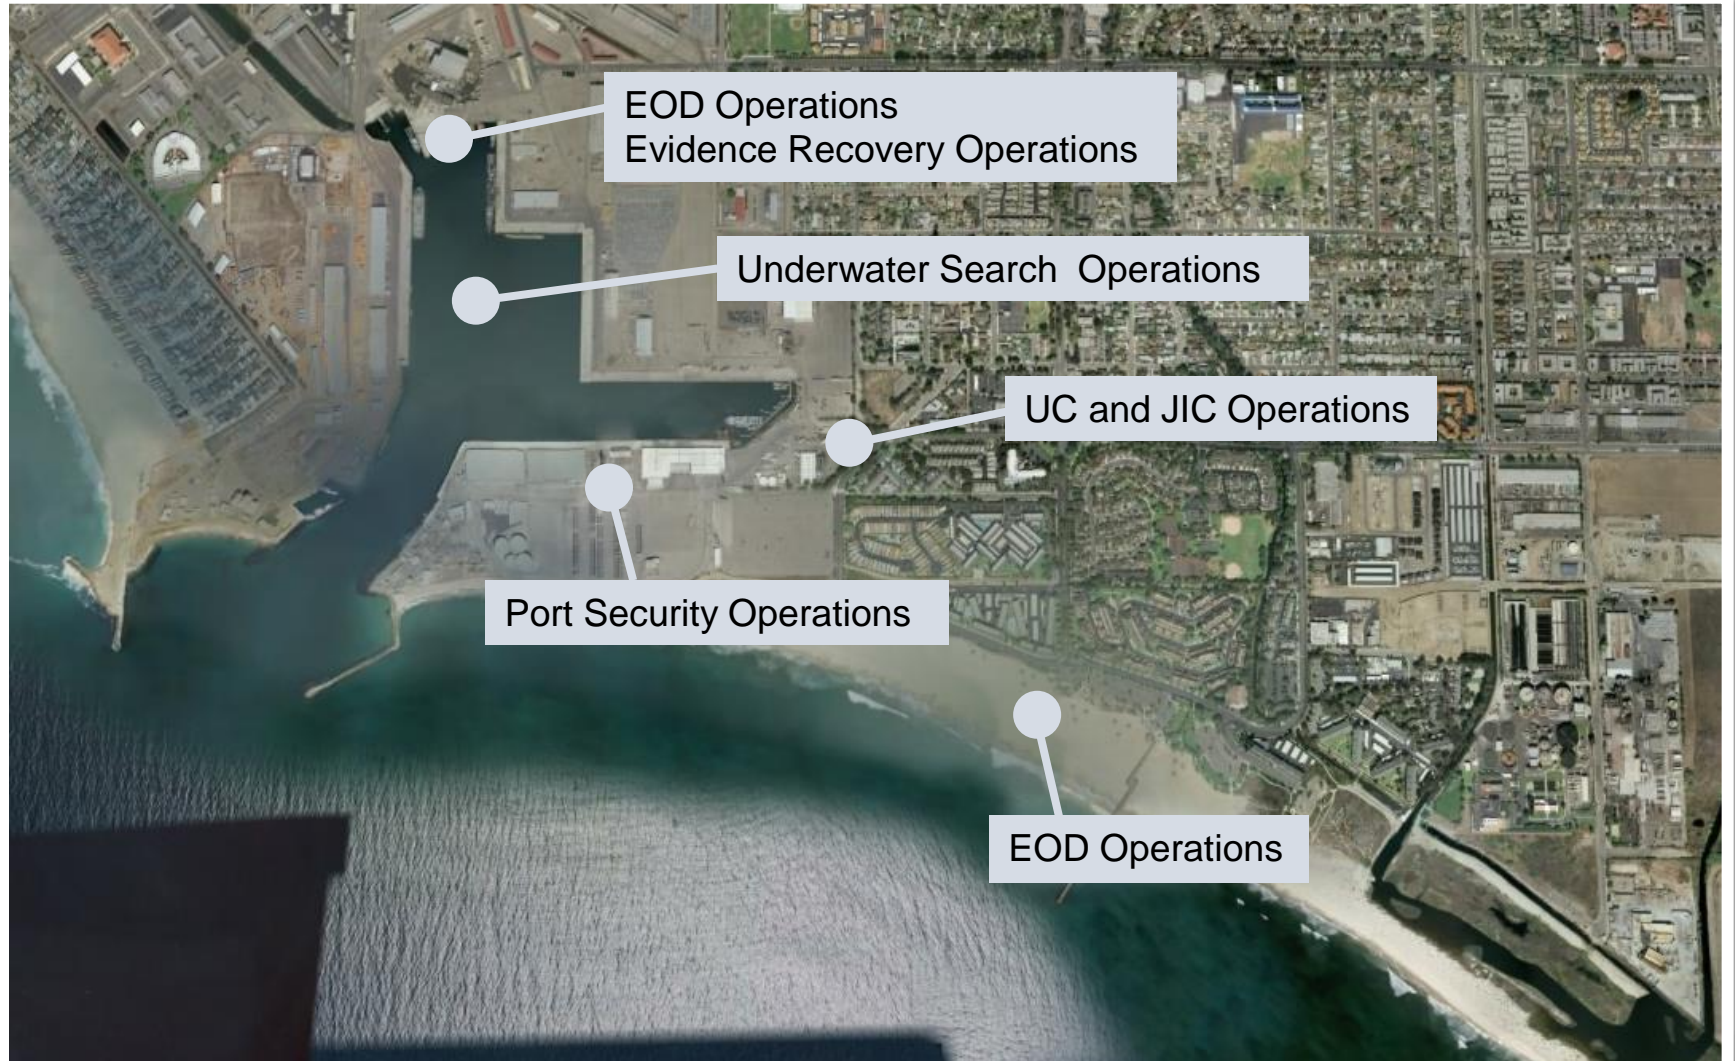 EOD Operations
Evidence Recovery Operations
Underwater Search  Operations
UC and JIC Operations
Port Security Operations
EOD Operations